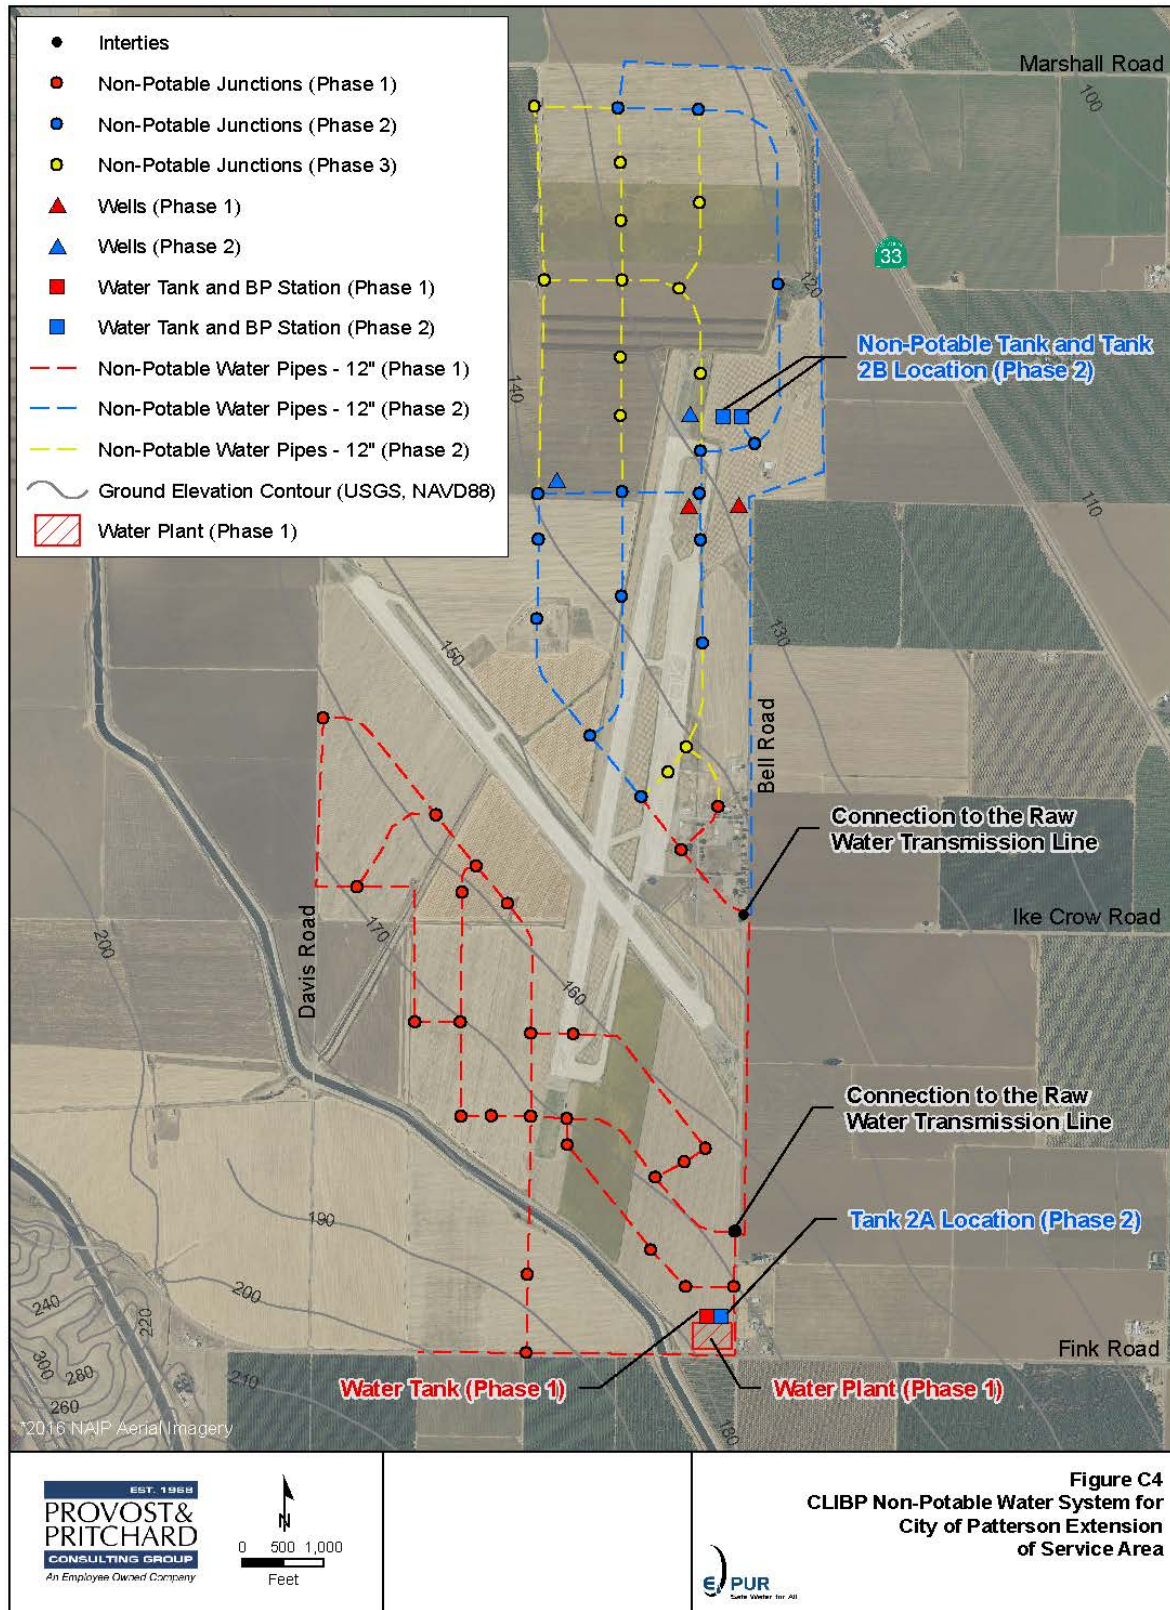 Interties
Non-Potable Junctions (Phase 1)
Non-Potable Junctions (Phase 2)
Non-Potable Junctions (Phase 3)
Wells (Phase 1)
Wells (Phase 2)
Water Tank and BP Station (Phase 1)
Water Tank and BP Station (Phase 2)
Non-Potable Water Pipes - 12" (Phase 1)
Non-Potable Water Pipes - 12" (Phase 2)
Non-Potable Water Pipes - 12" (Phase 2)
Ground Elevation Contour (USGS, NAVD88)
Water Plant (Phase 1)
Marshall Road
100
33
120
Non-Potable Tank and Tank
2B Location (Phase 2)
140
110
130
150
Bell Road
Connection to the Raw
Water Transmission Line
Ike Crow Road
Davis Road
200
170
160
Connection to the Raw
Water Transmission Line
Tank 2A Location (Phase 2)
190
200
240
220
300
280
260
210
Fink Road
Water Tank (Phase 1)
Water Plant (Phase 1)
180
*2016 NAIP Aerial Imagery
EST. 1968
PROVOST&
PRITCHARD
CONSULTING GROUP
An Employee Owned Company
N
0 500 1,000
Feet
Figure C4
CLIBP Non-Potable Water System for
City of Patterson Extension
of Service Area
PUR
Safe Water for All